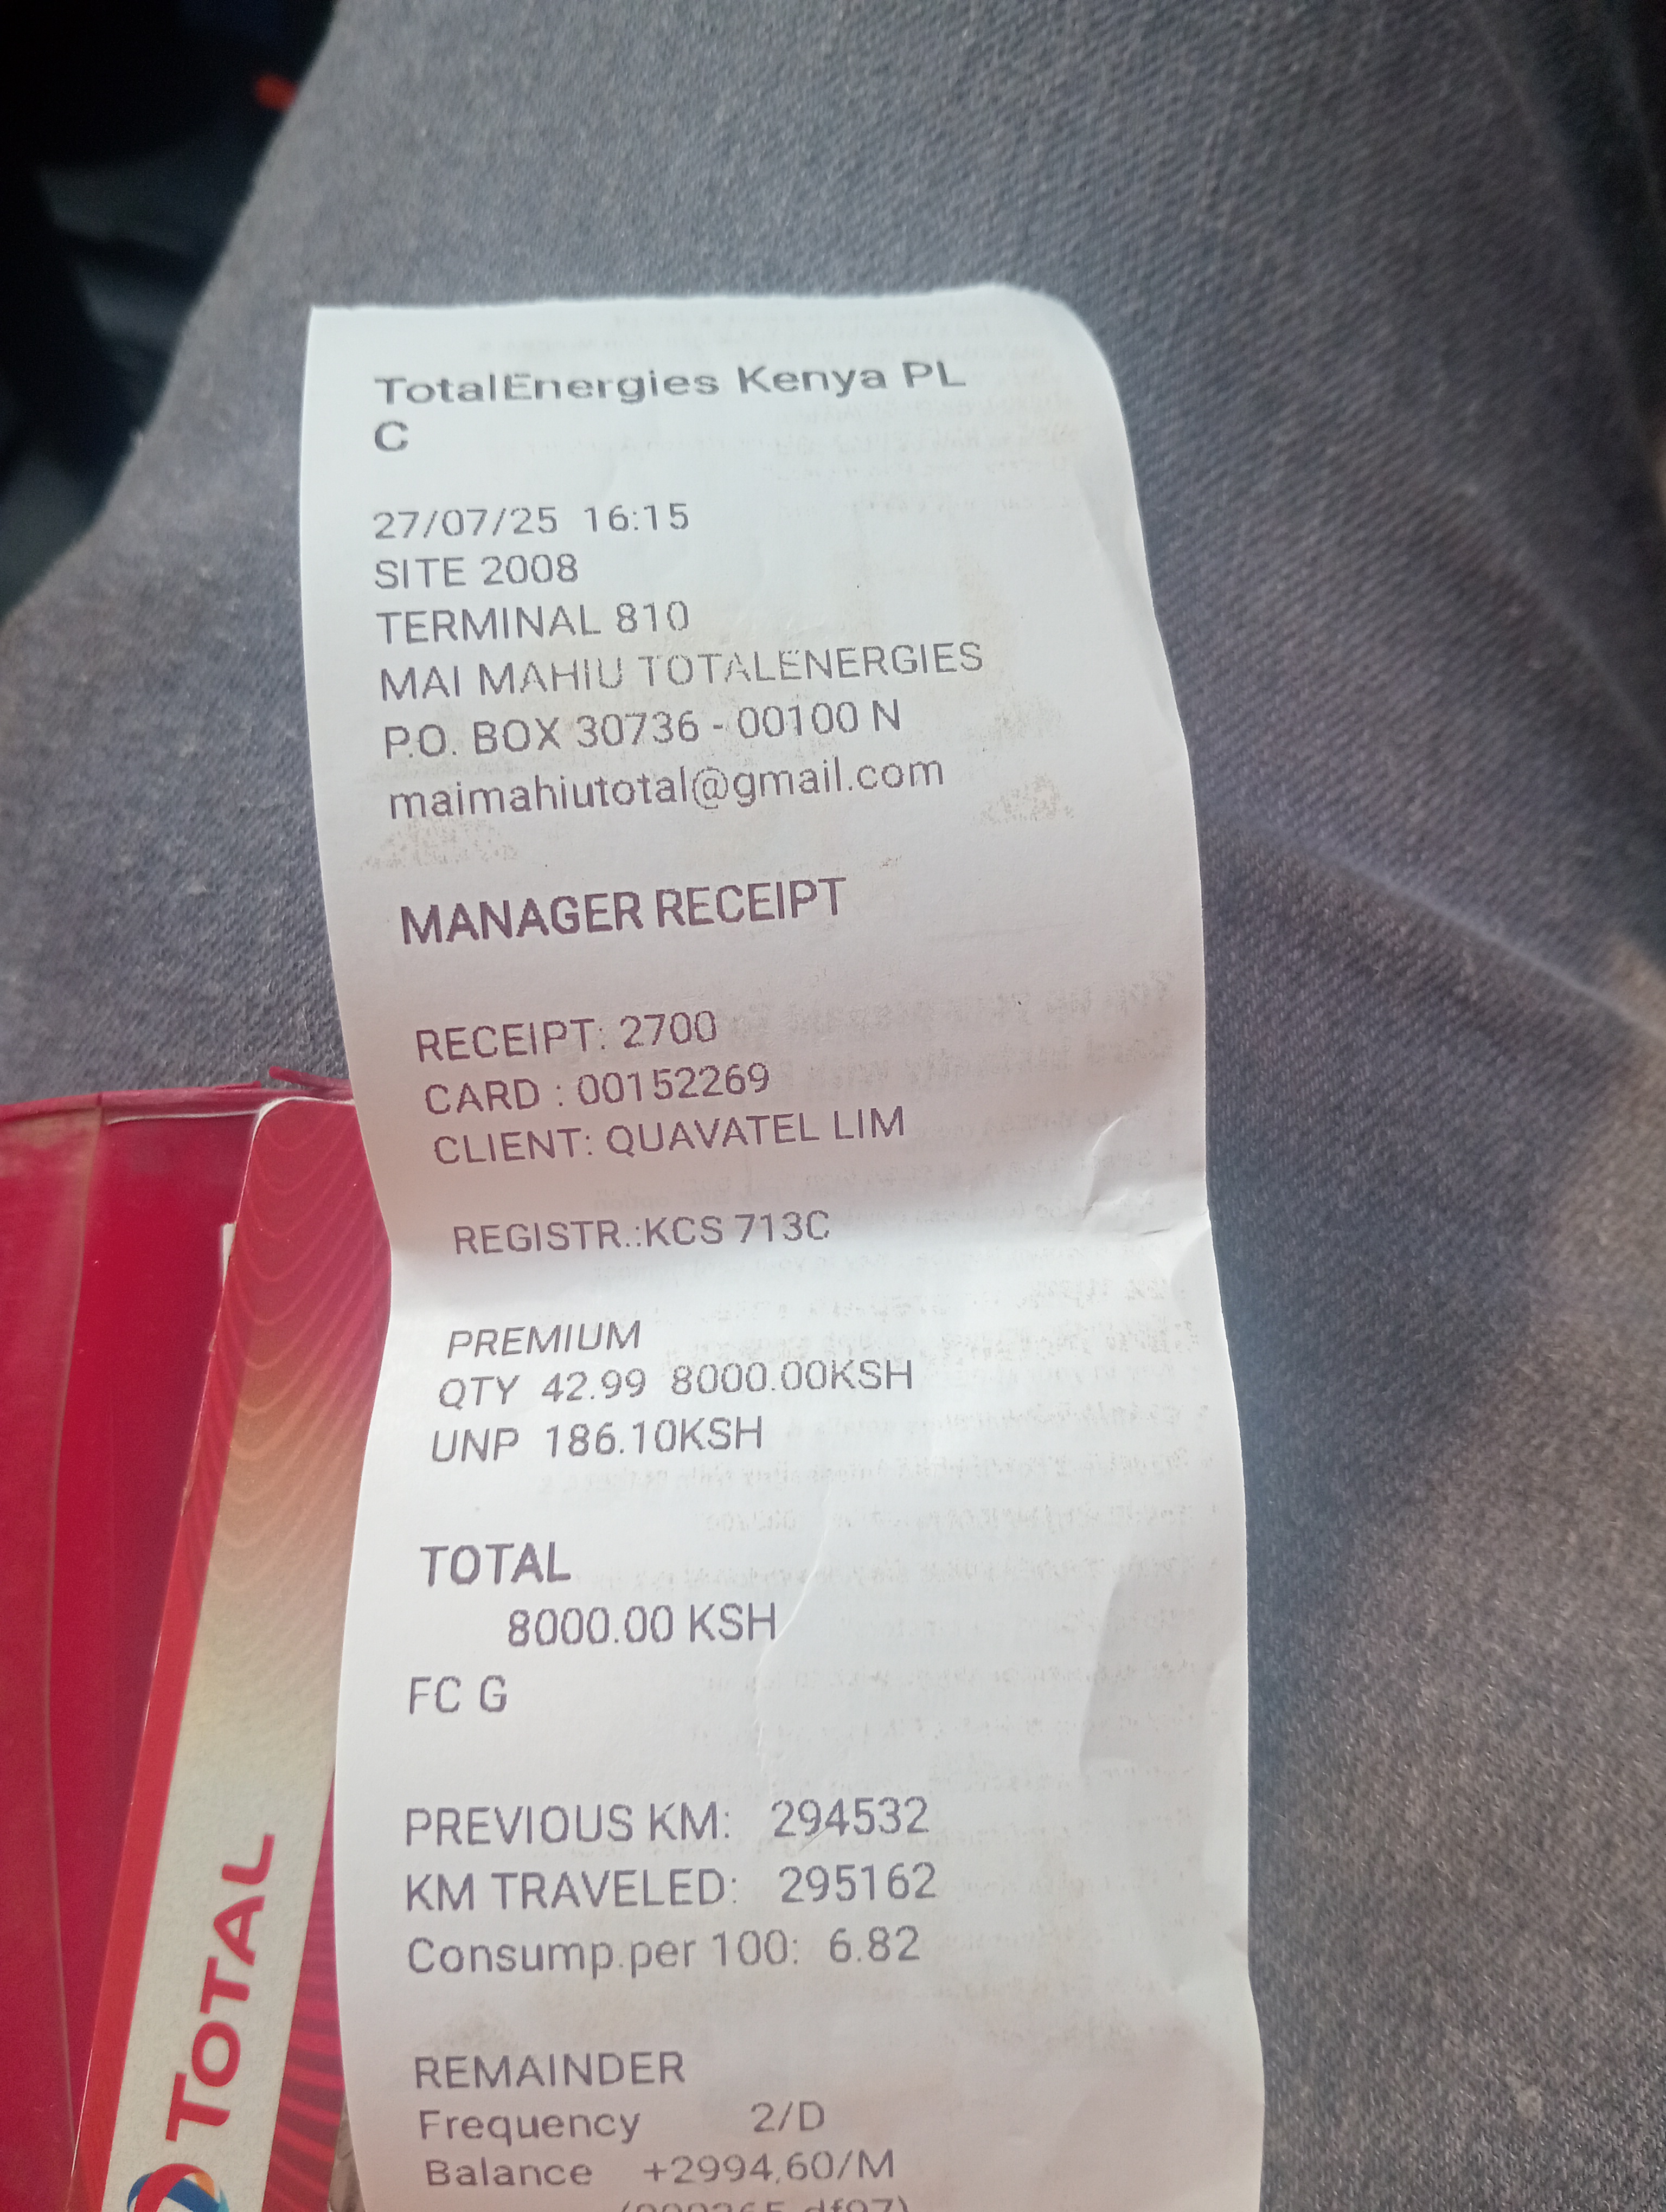 TotalEnergies Kenya PL
C
27/07/25 16:15
SITE 2008
TERMINAL 810
MAI MAHIU TOTALENERGIES
P.O. BOX 30736 - 00100 N
maimahiutotal@gmail.com
MANAGER RECEIPT
RECEIPT: 2700
CARD : 00152269
CLIENT: QUAVATEL LIM
REGISTR.:KCS 713C
PREMIUM
QTY 42.99 8000.00KSH
UNP 186.10KSH
TOTAL
8000.00 KSH
FC G
PREVIOUS KM: 294532
KM TRAVELED: 295162
Consump.per 100: 6.82
REMAINDER
Frequency 2/D
Balance +2994.60/M
TOTAL